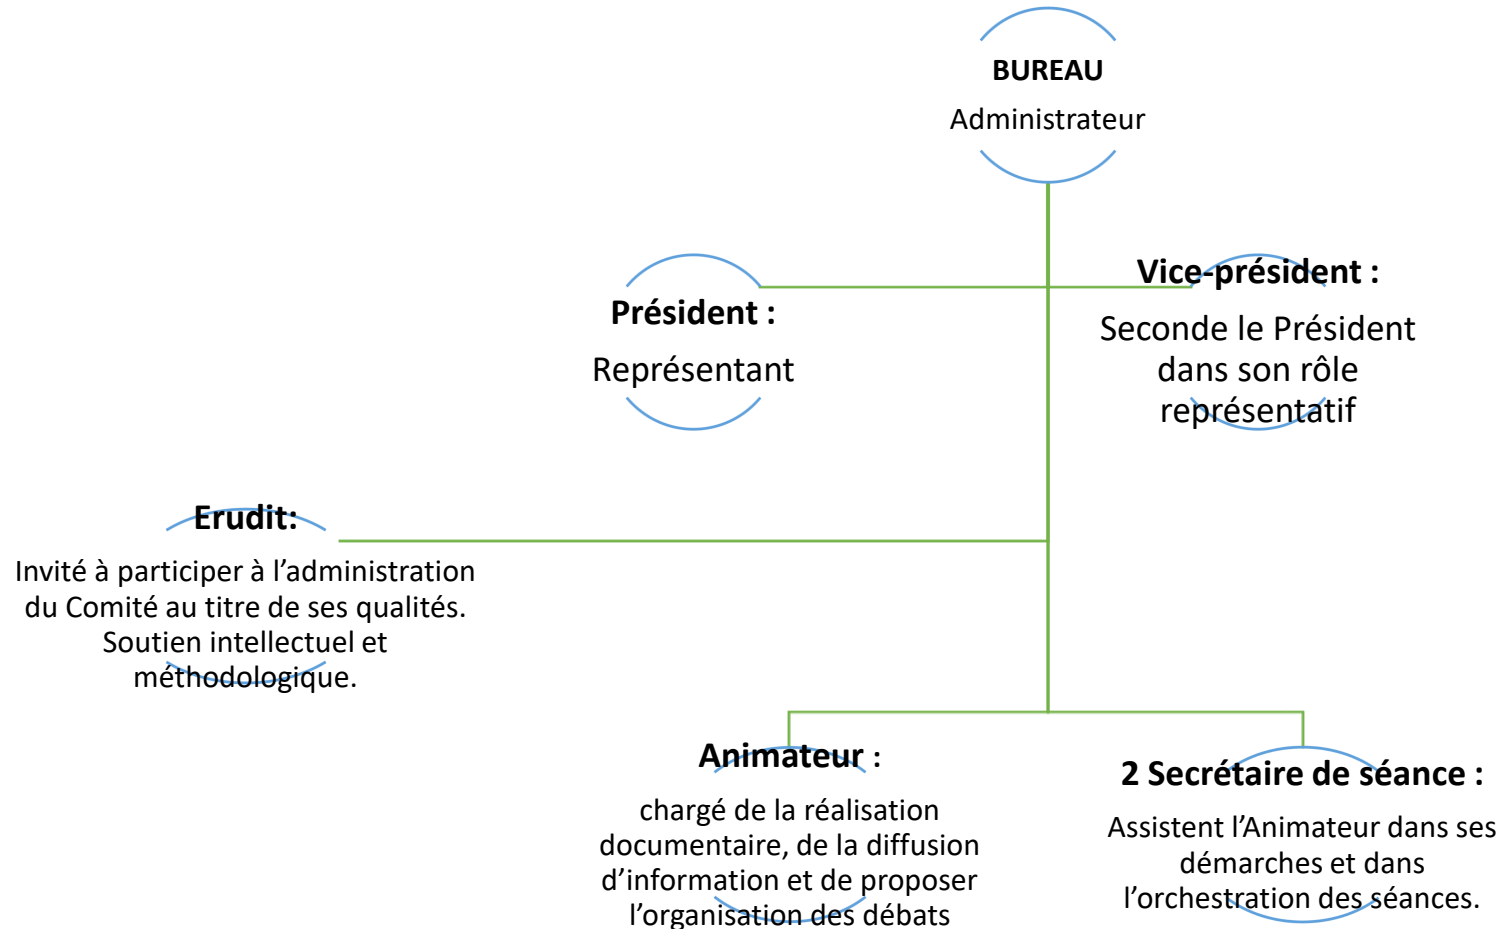 BUREAU
Administrateur
Président :
Représentant
Vice-président :
Seconde le Président
dans son rôle
représentatif
Erudit:
Invité à participer à l’administration
du Comité au titre de ses qualités.
Soutien intellectuel et
méthodologique.
Animateur :
chargé de la réalisation
documentaire, de la diffusion
d’information et de proposer
l’organisation des débats
2 Secrétaire de séance :
Assistent l’Animateur dans ses
démarches et dans
l’orchestration des séances.